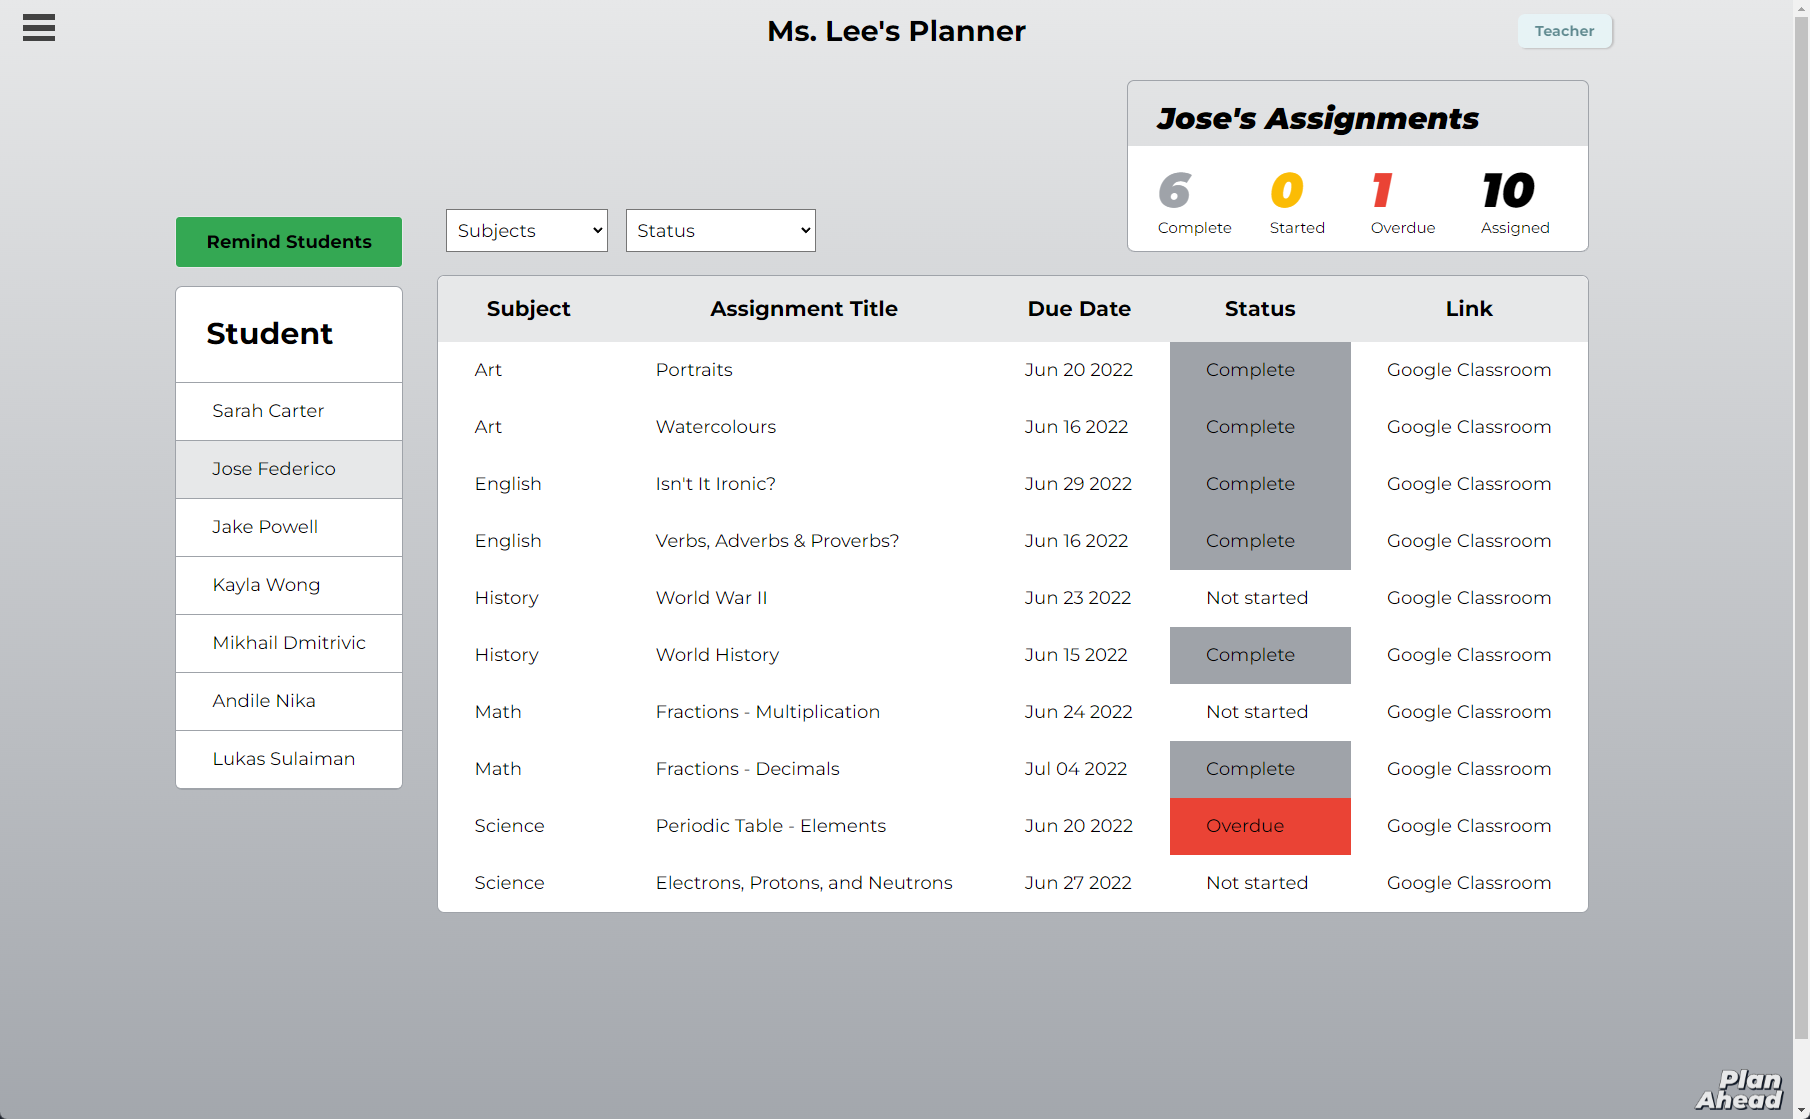 Ms. Lee's Planner
Teacher
Jose's Assignments
6 0 1 10
Complete Started Overdue Assigned
Remind Students
Subjects Status
Student
Sarah Carter
Jose Federico
Jake Powell
Kayla Wong
Mikhail Dmitrivic
Andile Nika
Lukas Sulaiman
Subject Assignment Title Due Date Status Link
Art Portraits Jun 20 2022 Complete Google Classroom
Art Watercolours Jun 16 2022 Complete Google Classroom
English Isn't It Ironic? Jun 29 2022 Complete Google Classroom
English Verbs, Adverbs & Proverbs? Jun 16 2022 Complete Google Classroom
History World War II Jun 23 2022 Not started Google Classroom
History World History Jun 15 2022 Complete Google Classroom
Math Fractions - Multiplication Jun 24 2022 Not started Google Classroom
Math Fractions - Decimals Jul 04 2022 Complete Google Classroom
Science Periodic Table - Elements Jun 20 2022 Overdue Google Classroom
Science Electrons, Protons, and Neutrons Jun 27 2022 Not started Google Classroom
Plan
Ahead